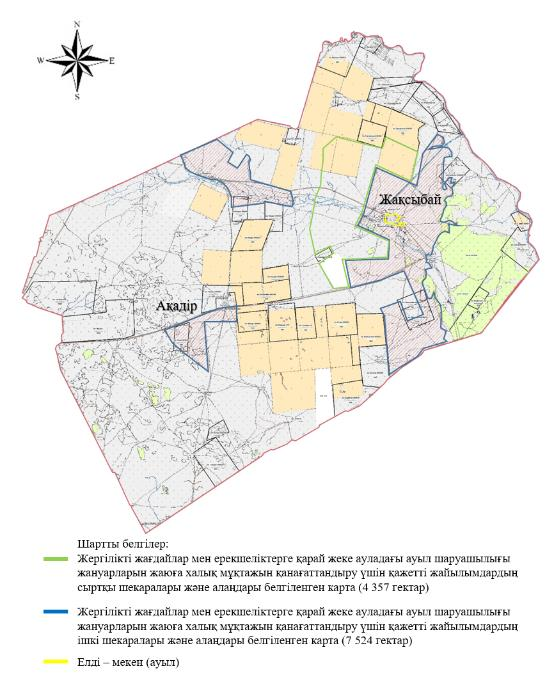 N
W E
S
Жақсыбай
Ақадір
Шартты белгілер:
Жергілікті жағдайлар мен ерекшеліктерге қарай жеке ауладағы ауыл шаруашылығы
жануарларын жаюға халық мұқтажын қанағаттандыру үшін қажетті жайылымдардың
сыртқы шекаралары және алаңдары белгіленген карта (4 357 гектар)
Жергілікті жағдайлар мен ерекшеліктерге қарай жеке ауладағы ауыл шаруашылығы
жануарларын жаюға халық мұқтажын қанағаттандыру үшін қажетті жайылымдардың
ішкі шекаралары және алаңдары белгіленген карта (7 524 гектар)
Елді – мекен (ауыл)